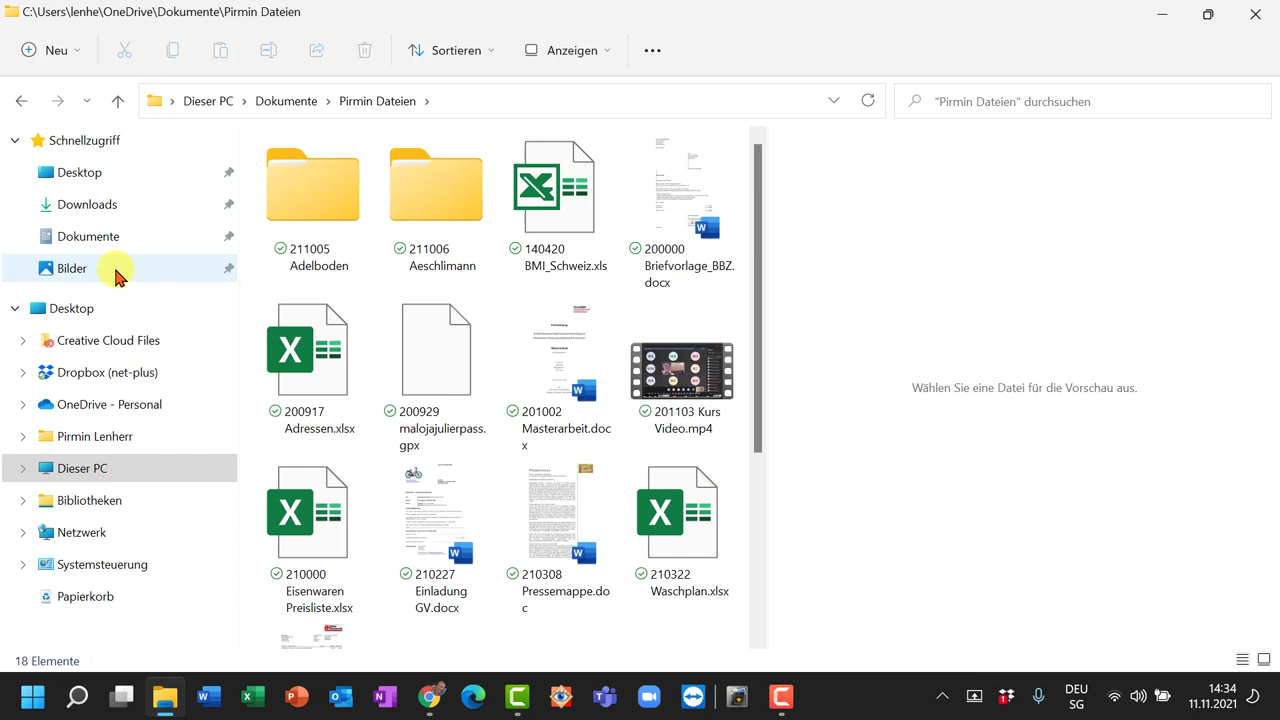 C:\Users\lenhe\OneDrive\Dokumente\Pirmin Dateien
Neu
Sortieren
Anzeigen
Dieser PC
Dokumente
Pirmin Dateien
"Pirmin Dateien" durchsuchen
Schnellzugriff
Desktop
Downloads
Dokumente
Bilder
Desktop
Creative Cloud Files
Dropbox (net-plus)
OneDrive - Personal
Pirmin Lenherr
Dieser PC
Bibliotheken
Netzwerk
Systemsteuerung
Papierkorb
211005
Adelboden
211006
Aeschlimann
140420
BMI_Schweiz.xls
200000
Briefvorlage_BBZ.
docx
200917
Adressen.xlsx
200929
malojajulierpass.
gpx
201002
Masterarbeit.doc
x
201103 Kurs
Video.mp4
210000
Eisenwaren
Preisliste.xlsx
210227
Einladung
GV.docx
210308
Pressemappe.do
c
210322
Waschplan.xlsx
Wählen Sie eine Datei für die Vorschau aus.
18 Elemente
DEU
SG
14:34
11.11.2021